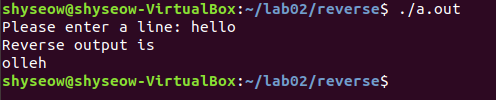 shyseow@shyseow-VirtualBox:~/lab02/reverse$ ./a.out
Please enter a line: hello
Reverse output is
olleh
shyseow@shyseow-VirtualBox:~/lab02/reverse$